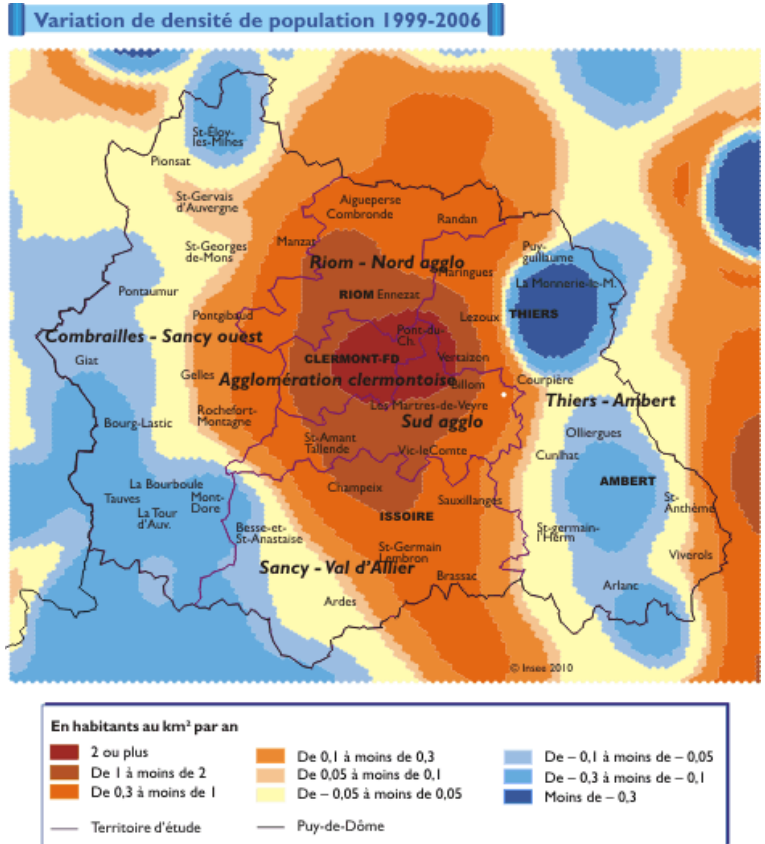 Variation de densité de population 1999-2006
St-Éloy-
les-Mines
Pionsat
St-Gervais
d'Auvergne
Aigueperse
Combronde
Randan
St-Georges
de-Mons
Manzat
Puy-
guillaume
Riom - Nord agglo
Maringues
La Monnerie-le-M.
Pontaumur
RIOM Ennezat
Pontgibaud
Lezoux
THIERS
Combrailles - Sancy ouest
Pont-du-
Ch.
Giat
CLERMONT-FD
Vertaizon
Gelles
Agglomération clermontoise
Billom
Courpière
Thiers - Ambert
Rochefort-
Montagne
Les Martres-de-Veyre
Sud agglo
Bourg-Lastic
Olliergues
St-Amant
Tallende
Vic-leComte
Cunlhat
La Bourboule
Tauves
Mont-
Dore
Champeix
Sauxillanges
AMBERT
St-
Anthème
La Tour
d'Auv.
ISSOIRE
Besse-et-
St-Anastaise
St-germain-
l'Herm
St-Germain
Lembron
Viverols
Sancy - Val d'Allier
Brassac
Arlanc
Ardes
© Insee 2010
En habitants au km² par an
2 ou plus
De 1 à moins de 2
De 0,3 à moins de 1
De 0,1 à moins de 0,3
De 0,05 à moins de 0,1
De – 0,05 à moins de 0,05
De – 0,1 à moins de – 0,05
De – 0,3 à moins de – 0,1
Moins de – 0,3
Territoire d'étude
Puy-de-Dôme